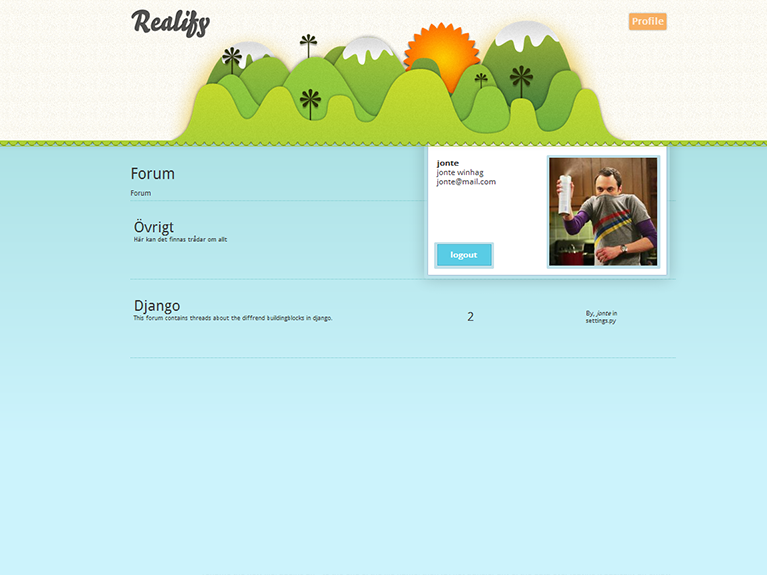 Realify
Profile
jonte
jonte winhag
jonte@mail.com
logout
Forum
Forum
Övrigt
Här kan det finnas trådar om allt
Django
This forum contains threads about the diffrend buildingblocks in django.
2
By, jonte in
settings.py